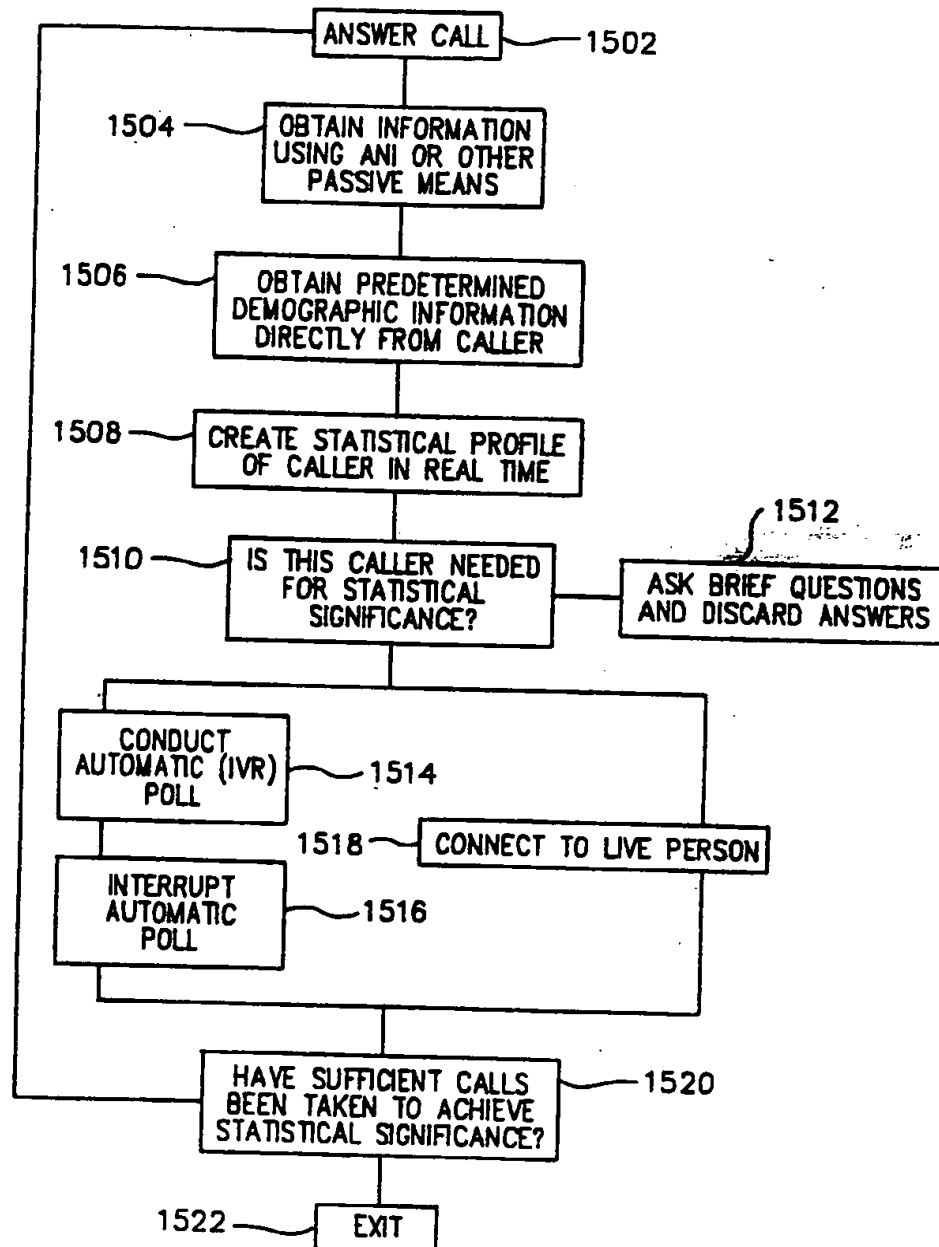 ANSWER CALL
1502
1504
OBTAIN INFORMATION
USING ANI OR OTHER
PASSIVE MEANS
1506
OBTAIN PREDETERMINED
DEMOGRAPHIC INFORMATION
DIRECTLY FROM CALLER
1508
CREATE STATISTICAL PROFILE
OF CALLER IN REAL TIME
1510
IS THIS CALLER NEEDED
FOR STATISTICAL
SIGNIFICANCE?
1512
ASK BRIEF QUESTIONS
AND DISCARD ANSWERS
CONDUCT
AUTOMATIC (IVR)
POLL
1514
1518
CONNECT TO LIVE PERSON
INTERRUPT
AUTOMATIC
POLL
1516
HAVE SUFFICIENT CALLS
BEEN TAKEN TO ACHIEVE
STATISTICAL SIGNIFICANCE?
1520
1522
EXIT